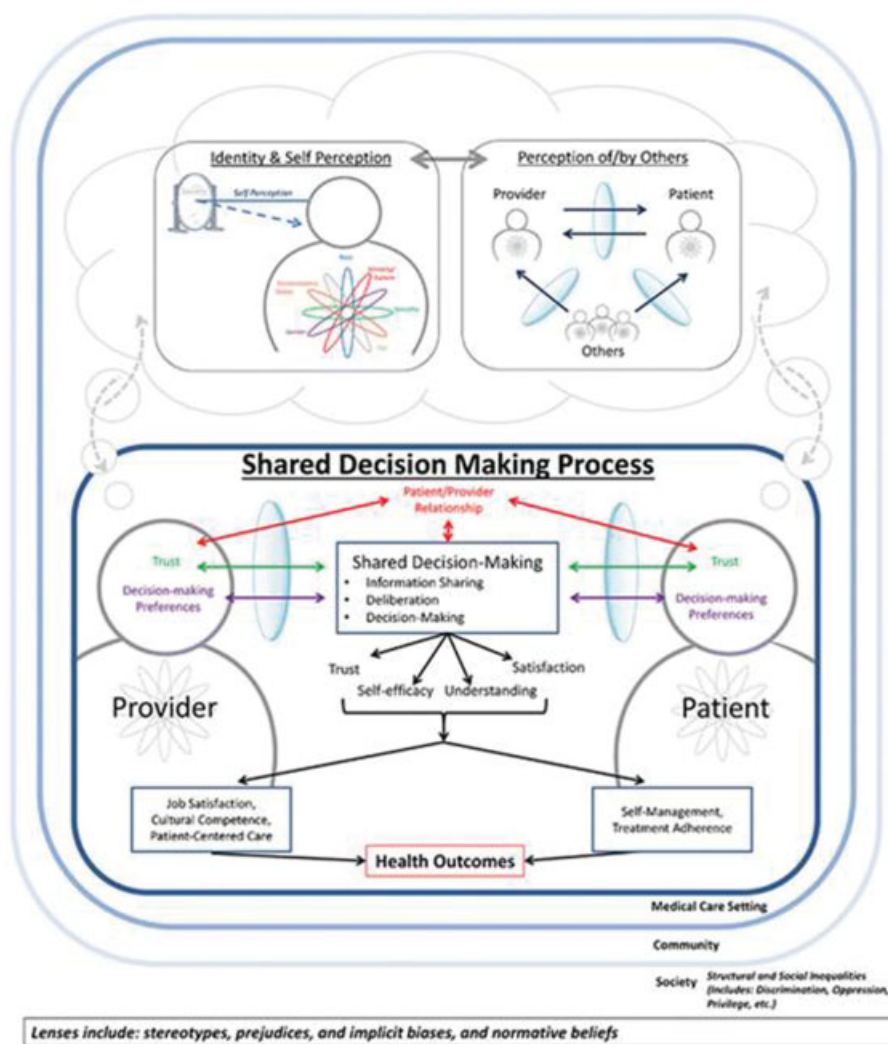 Identity & Self Perception
Perception of/by Others
Self Perception
Provider
Patient
Race
Gender
Others
Shared Decision Making Process
Patient/Provider
Relationship
Trust
Decision-making
Preferences
Shared Decision-Making
• Information Sharing
• Deliberation
• Decision-Making
Trust
Decision-making
Preferences
Trust
Satisfaction
Self-efficacy
Understanding
Provider
Patient
Job Satisfaction,
Cultural Competence,
Patient-Centered Care
Self-Management,
Treatment Adherence
Health Outcomes
Medical Care Setting
Community
Society
Structural and Social Inequalities
(Includes: Discrimination, Oppression,
Privilege, etc.)
Lenses include: stereotypes, prejudices, and implicit biases, and normative beliefs